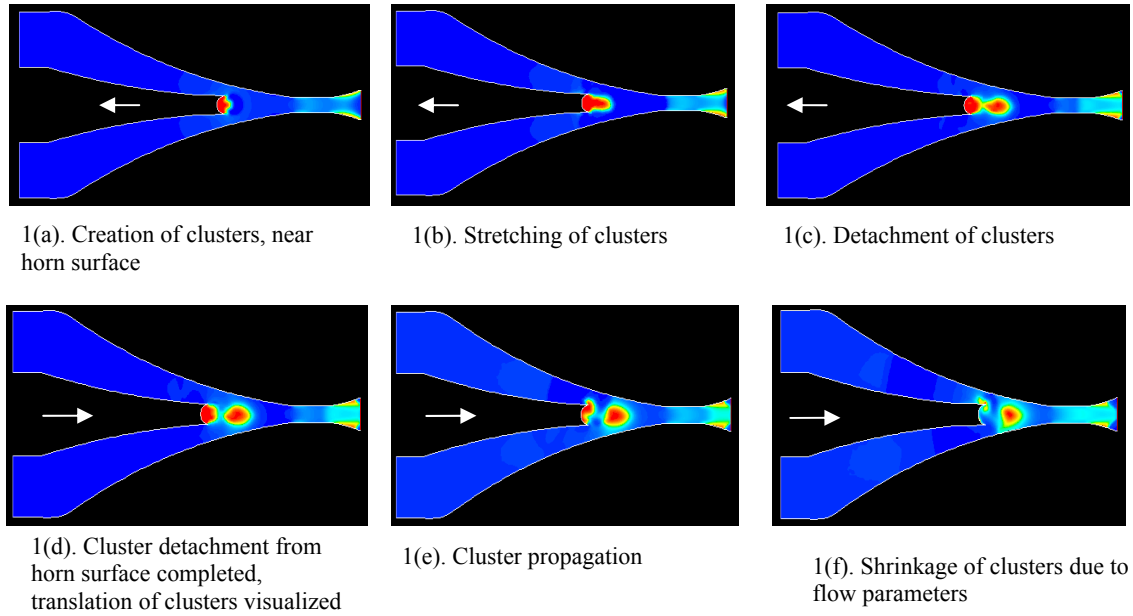 1(a). Creation of clusters, near
horn surface
1(b). Stretching of clusters
1(c). Detachment of clusters
1(d). Cluster detachment from
horn surface completed,
translation of clusters visualized
1(e). Cluster propagation
1(f). Shrinkage of clusters due to
flow parameters